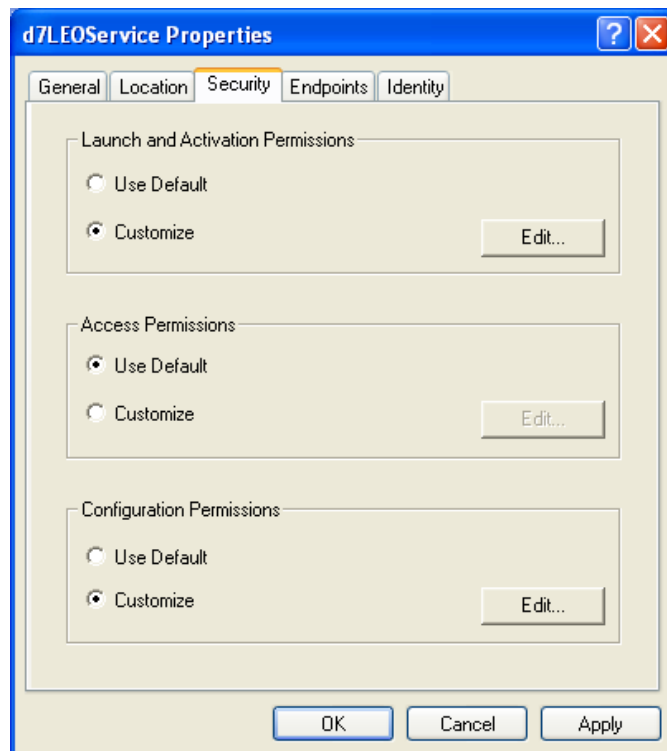 d7LEOService Properties
General Location Security Endpoints Identity
Launch and Activation Permissions
Use Default
Customize
Edit...
Access Permissions
Use Default
Customize
Edit...
Configuration Permissions
Use Default
Customize
Edit...
OK Cancel Apply